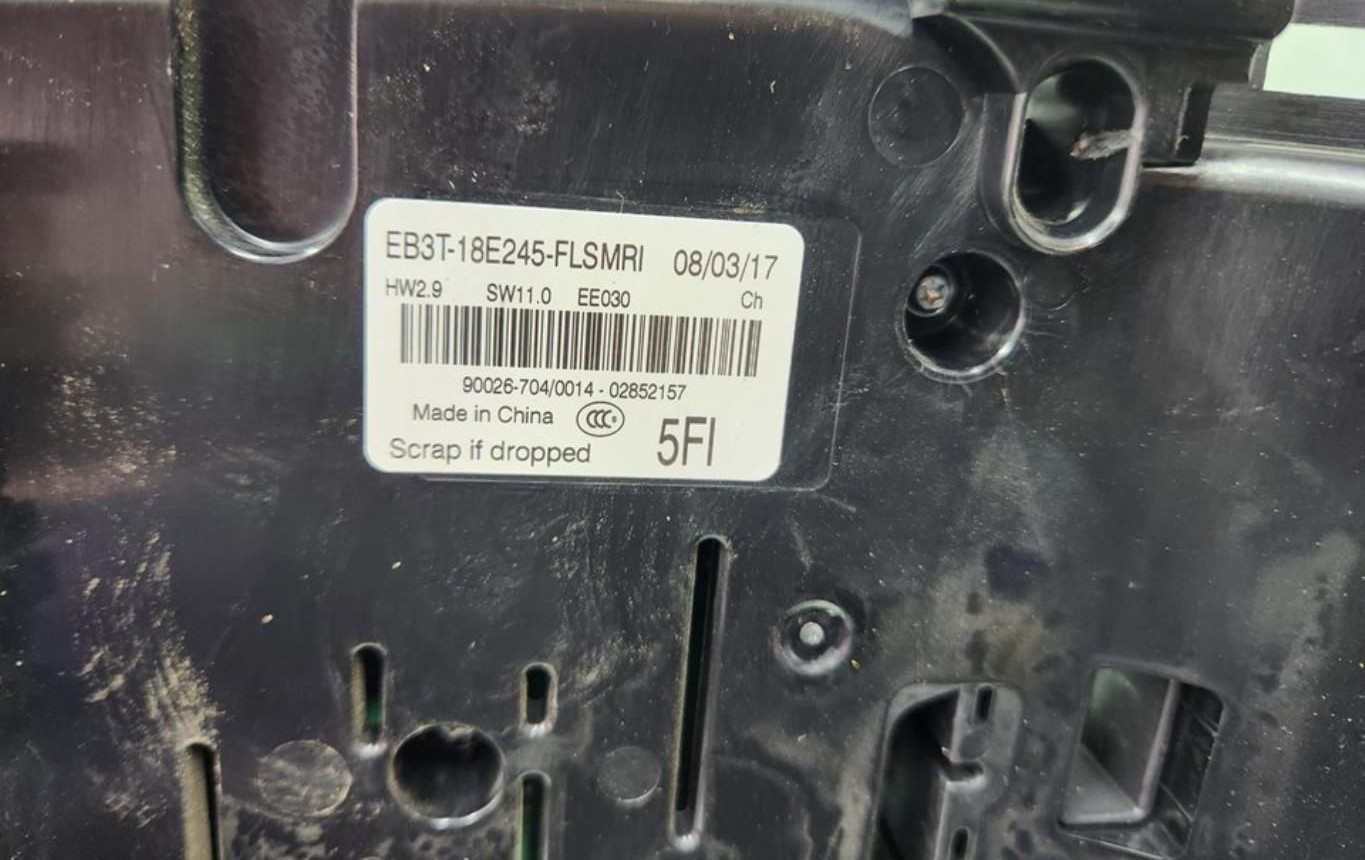 EB3T-18E245-FLSMRI 08/03/17
HW2.9 SW11.0 EE030 Ch
90026-704/0014 - 02852157
Made in China CCC
Scrap if dropped 5FI